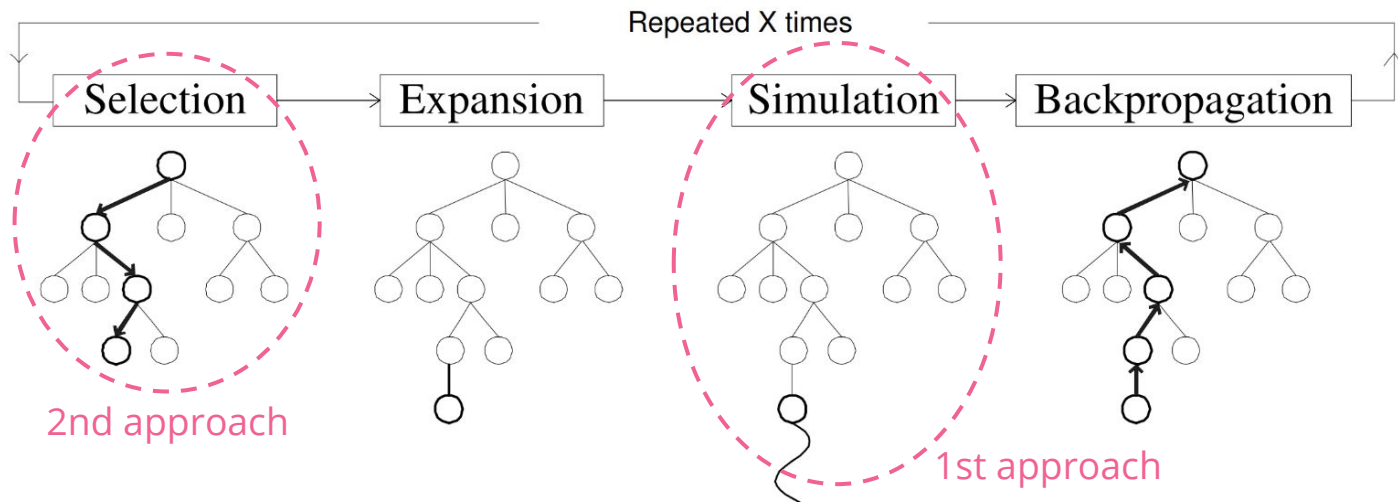 Repeated X times
Selection
Expansion
Simulation
Backpropagation
2nd approach
1st approach